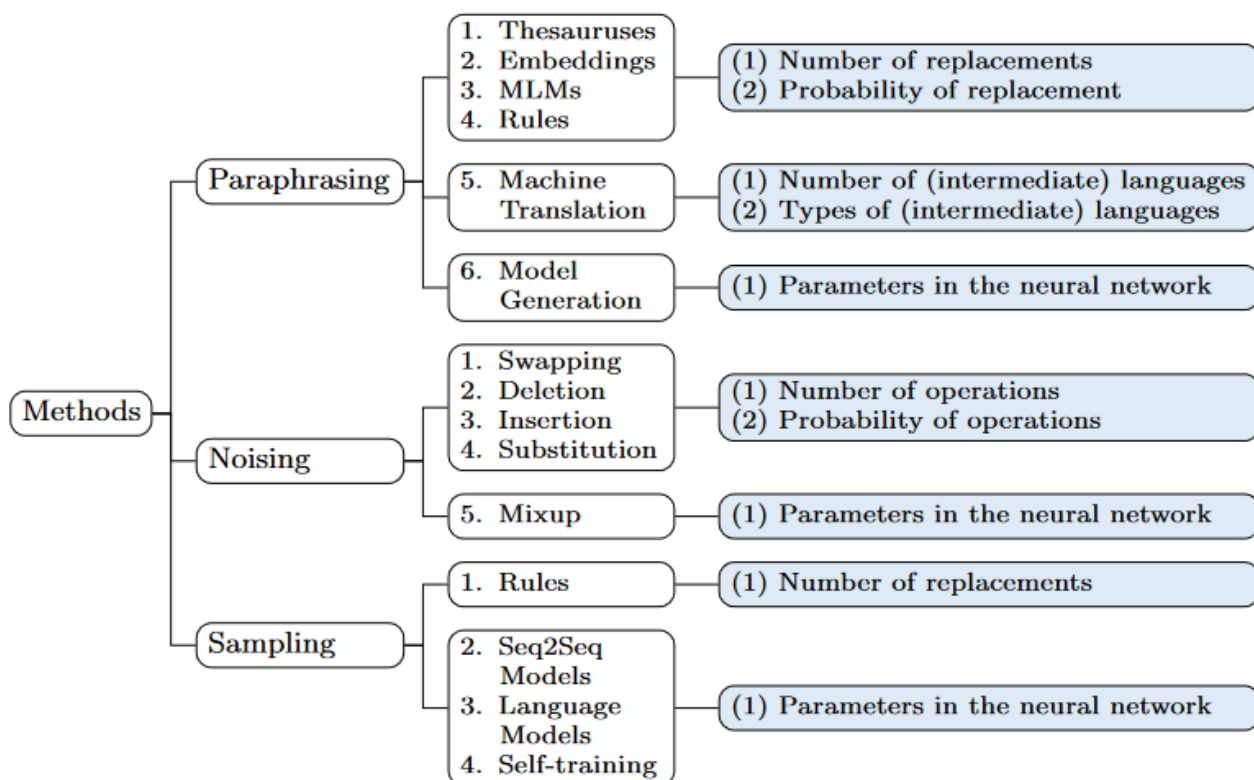 1. Thesauruses
2. Embeddings
3. MLMs
4. Rules
(1) Number of replacements
(2) Probability of replacement
Paraphrasing
5. Machine
Translation
(1) Number of (intermediate) languages
(2) Types of (intermediate) languages
6. Model
Generation
(1) Parameters in the neural network
Methods
1. Swapping
2. Deletion
3. Insertion
4. Substitution
(1) Number of operations
(2) Probability of operations
Noising
5. Mixup
(1) Parameters in the neural network
1. Rules
(1) Number of replacements
Sampling
2. Seq2Seq
Models
3. Language
Models
4. Self-training
(1) Parameters in the neural network